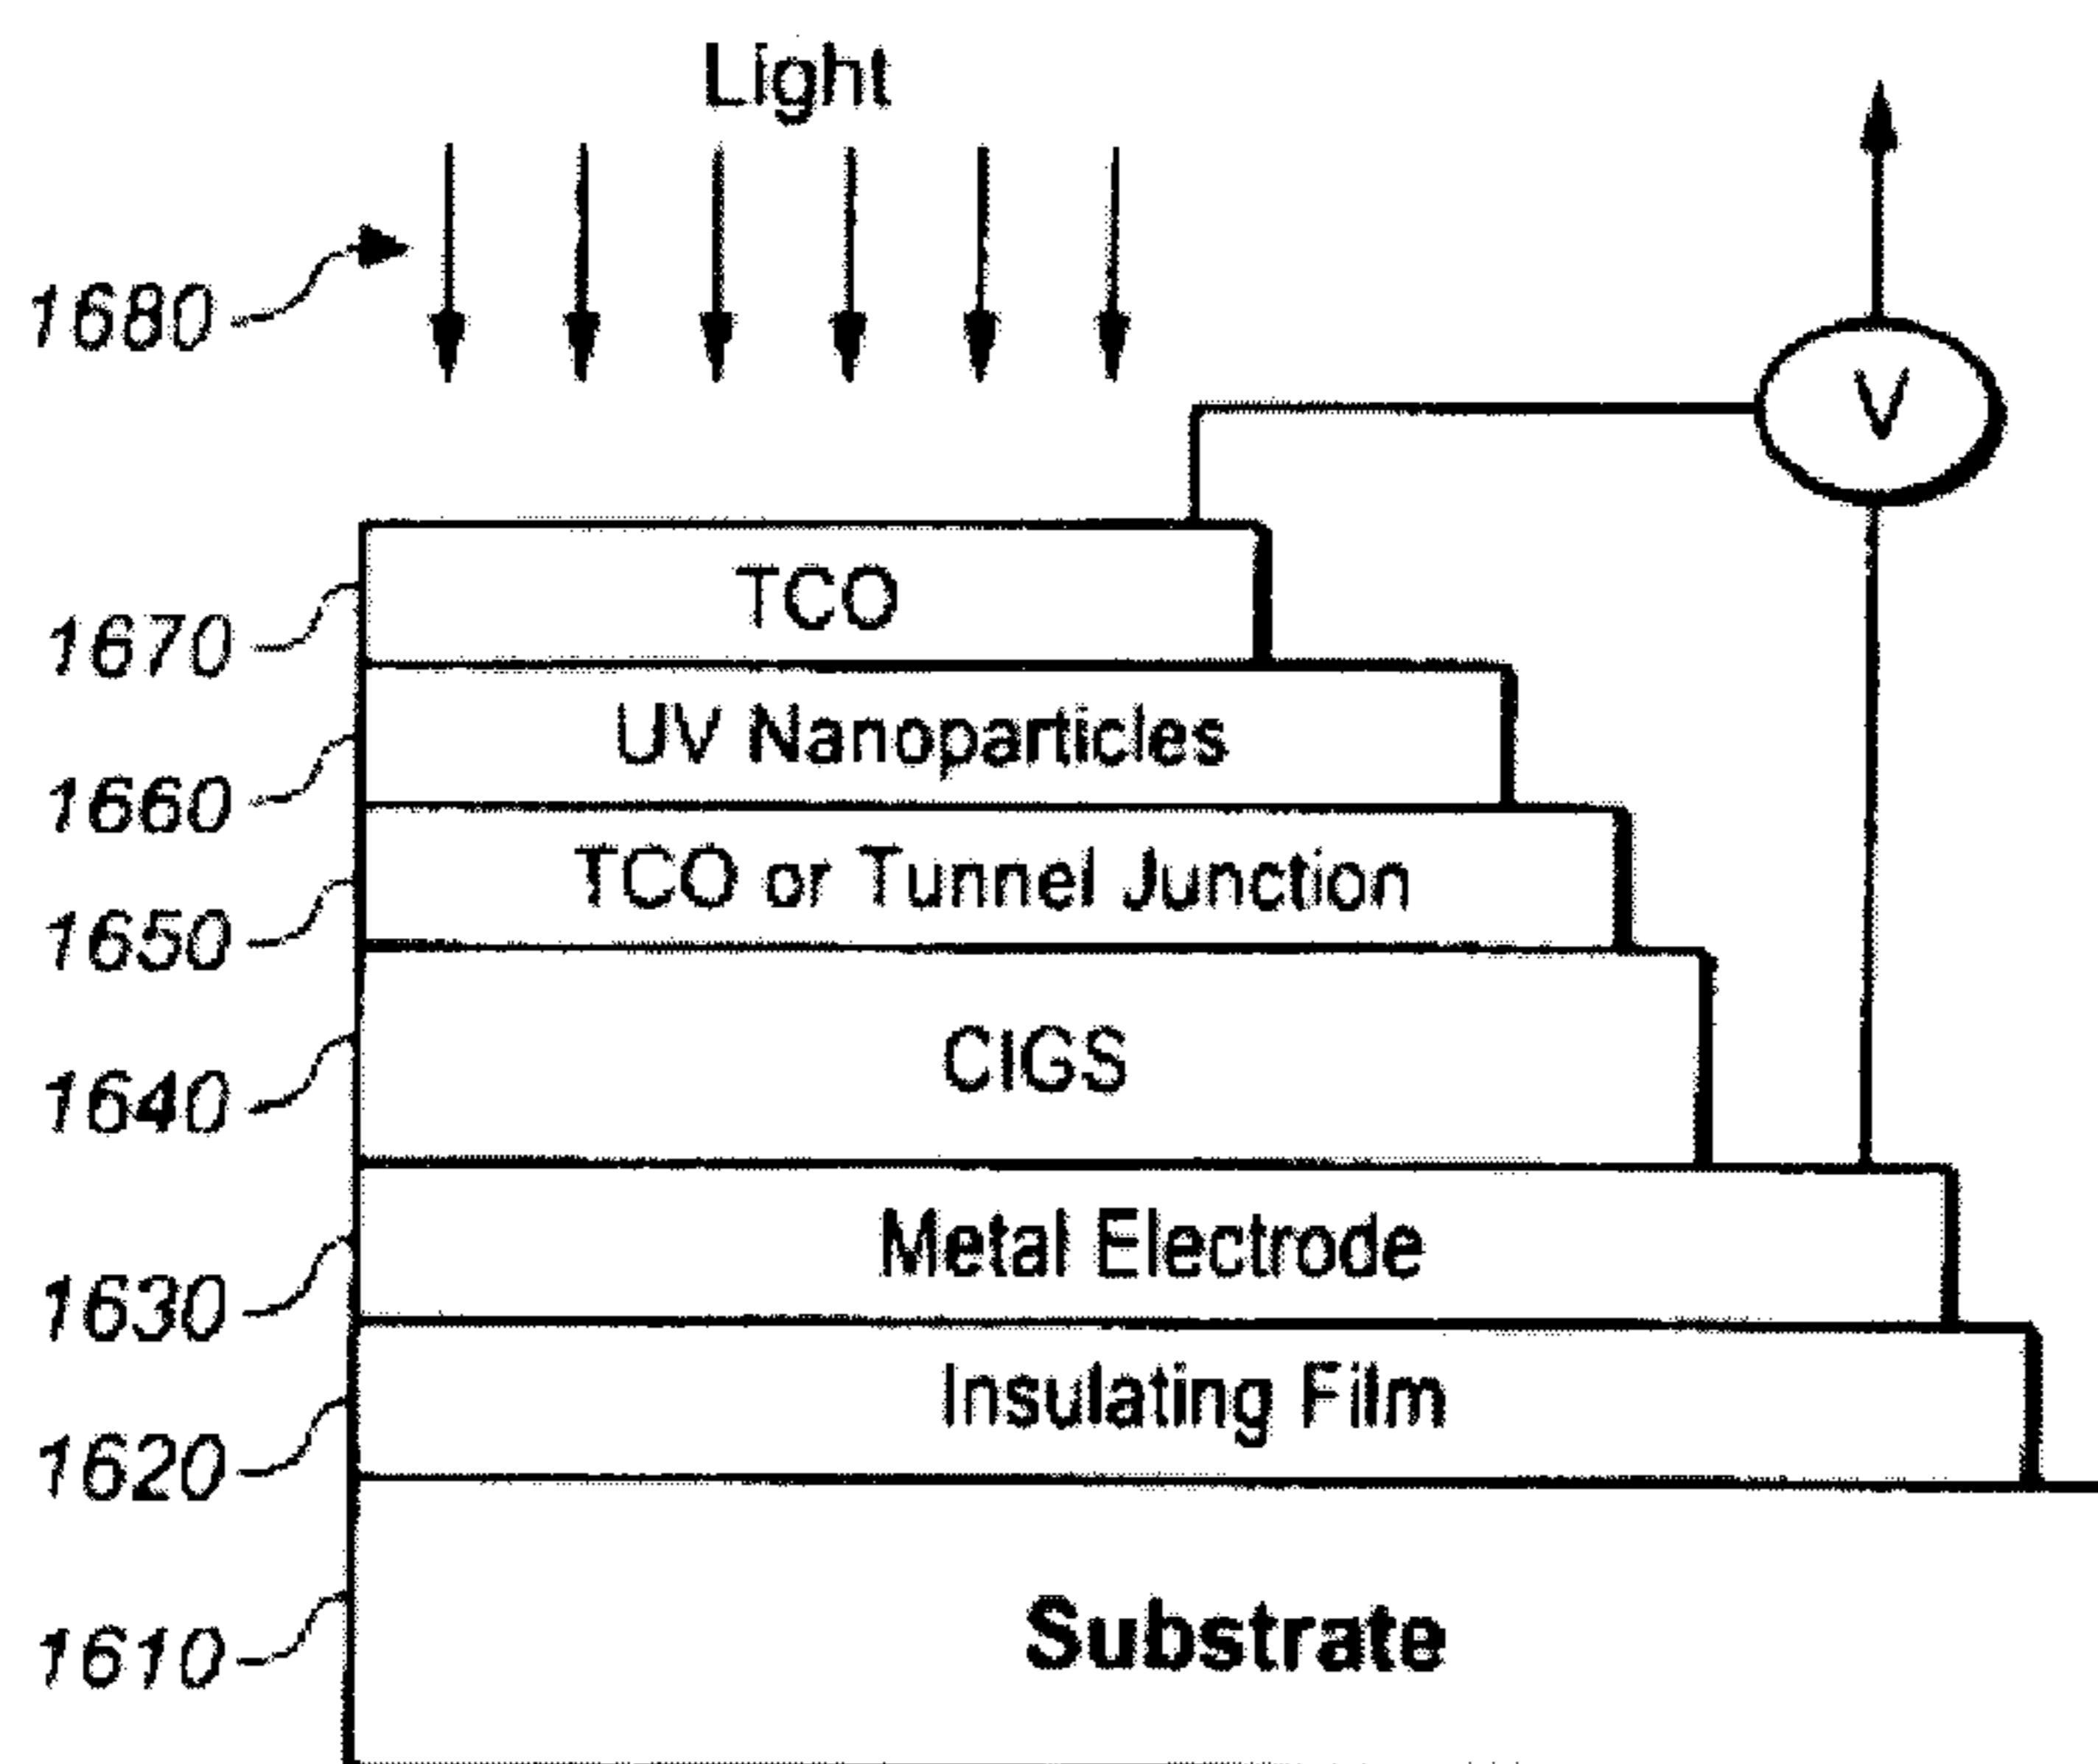 Light
1680
V
TCO
1670
UV Nanoparticles
1660
TCO or Tunnel Junction
1650
CIGS
1640
Metal Electrode
1630
Insulating Film
1620
Substrate
1610